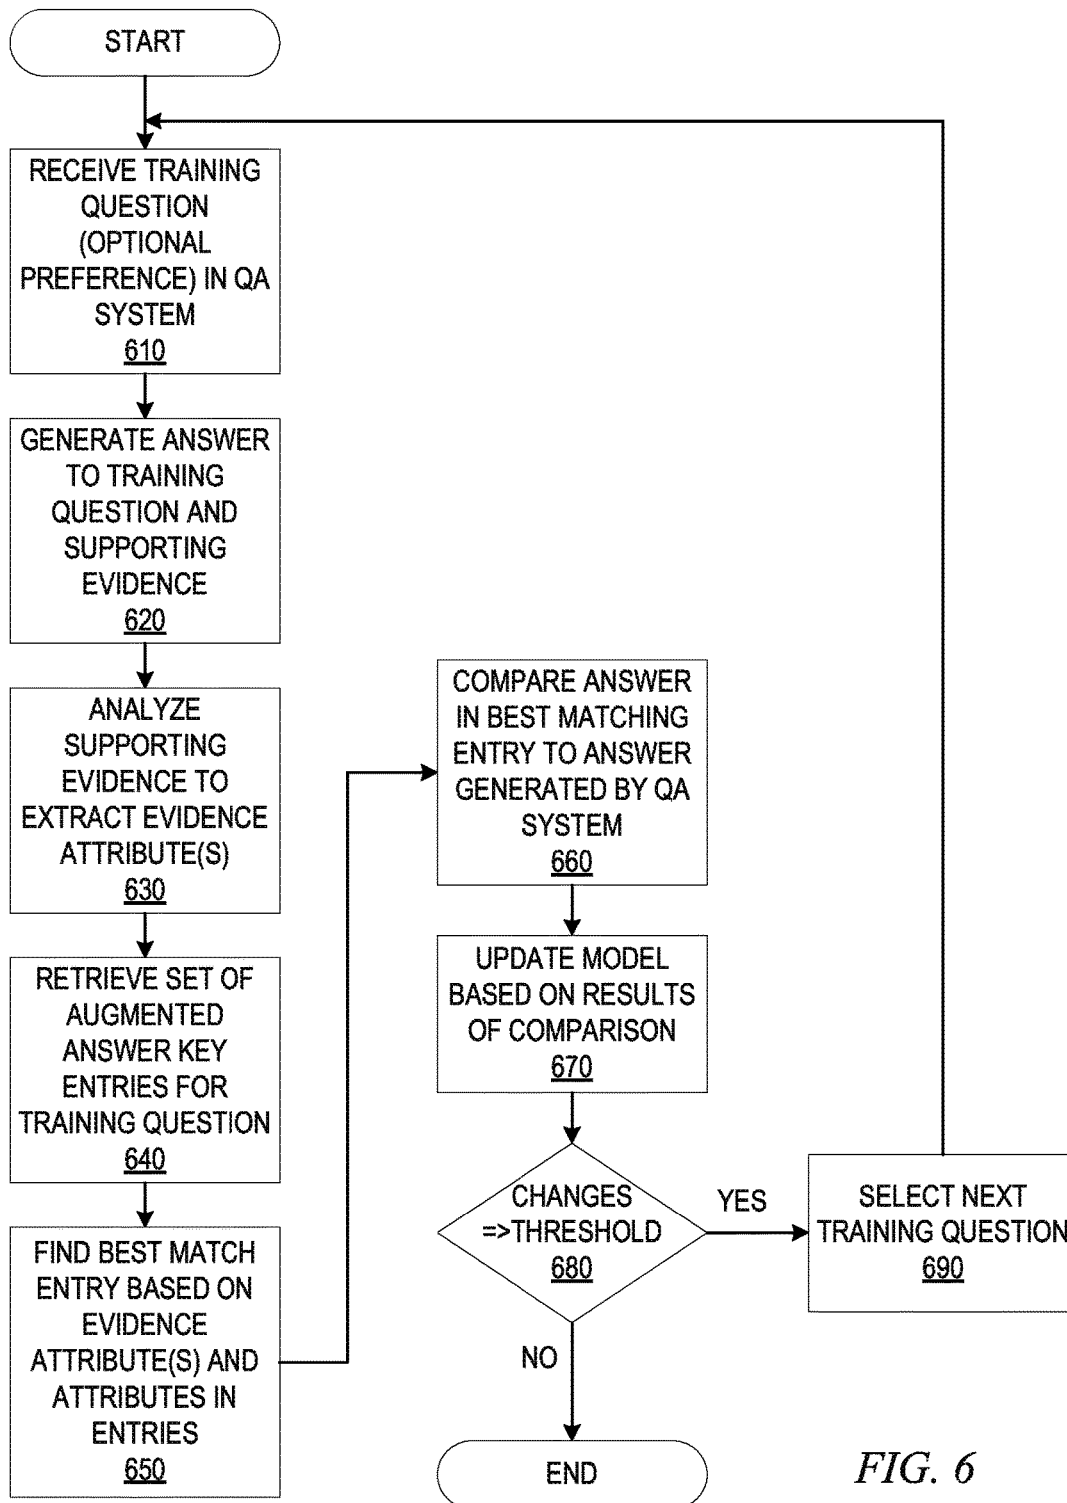 START
RECEIVE TRAINING
QUESTION
(OPTIONAL
PREFERENCE) IN QA
SYSTEM
610
GENERATE ANSWER
TO TRAINING
QUESTION AND
SUPPORTING
EVIDENCE
620
ANALYZE
SUPPORTING
EVIDENCE TO
EXTRACT EVIDENCE
ATTRIBUTE(S)
630
RETRIEVE SET OF
AUGMENTED
ANSWER KEY
ENTRIES FOR
TRAINING QUESTION
640
FIND BEST MATCH
ENTRY BASED ON
EVIDENCE
ATTRIBUTE(S) AND
ATTRIBUTES IN
ENTRIES
650
COMPARE ANSWER
IN BEST MATCHING
ENTRY TO ANSWER
GENERATED BY QA
SYSTEM
660
UPDATE MODEL
BASED ON RESULTS
OF COMPARISON
670
CHANGES
=>THRESHOLD
680
YES
SELECT NEXT
TRAINING QUESTION
690
NO
END
FIG. 6